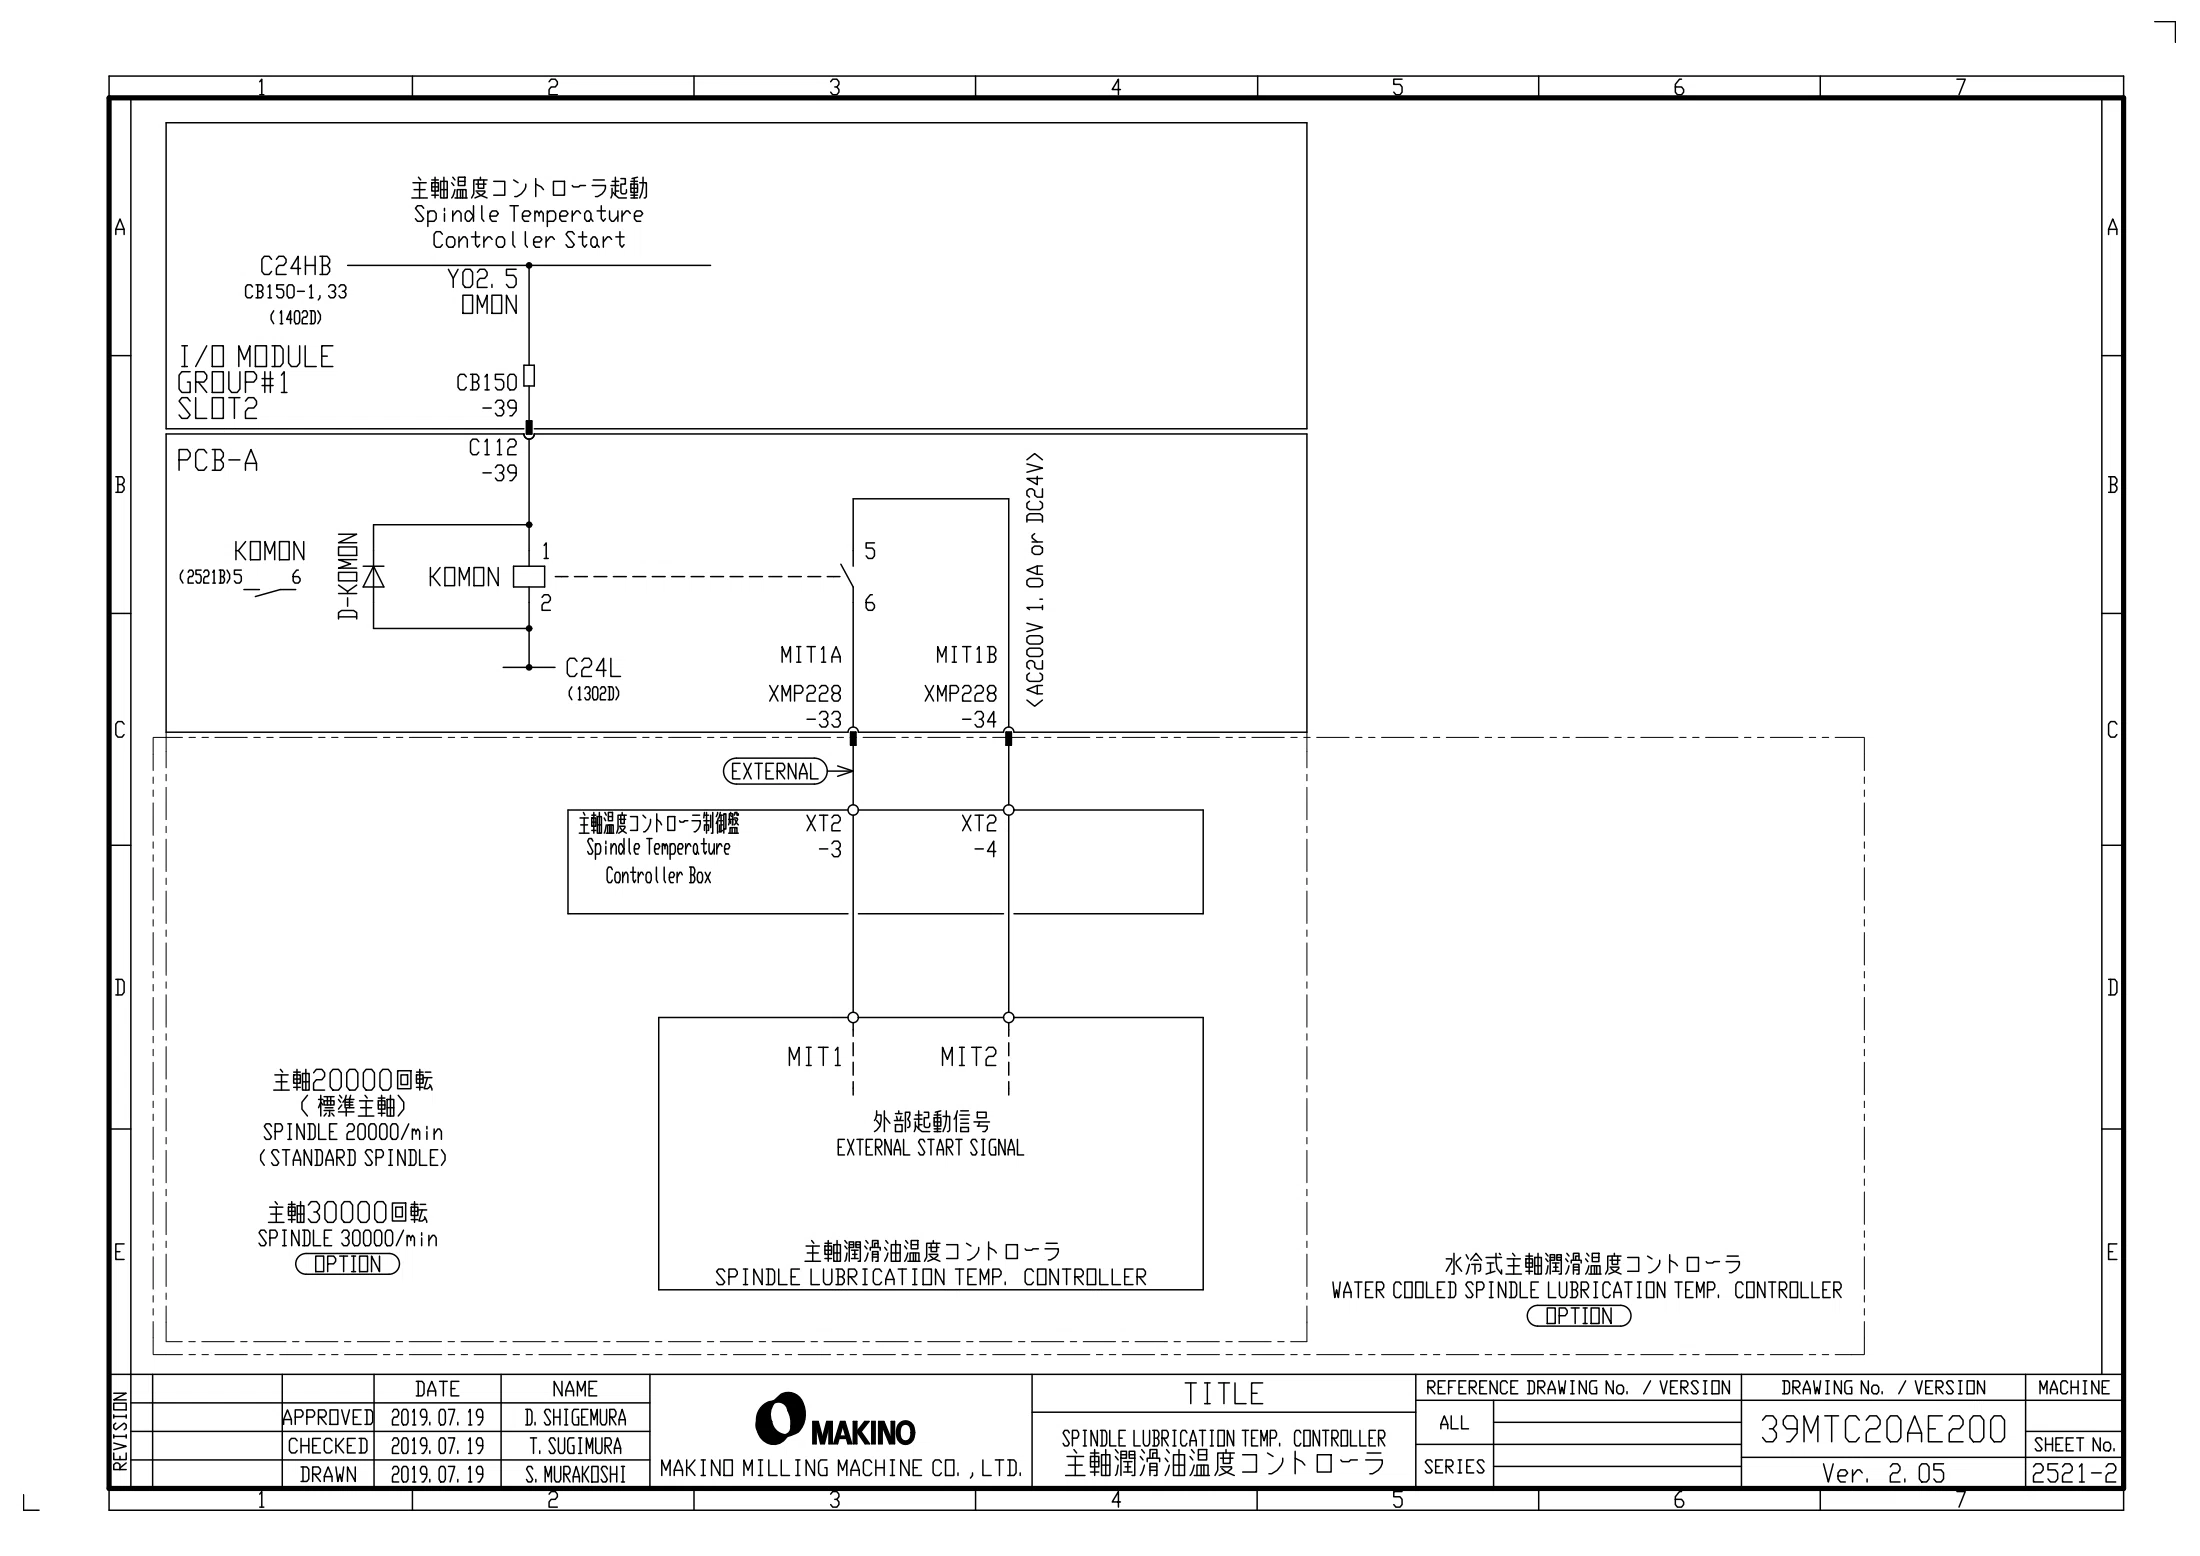 1 2 3 4 5 6 7
A A
主軸温度コントローラ起動
Spindle Temperature
Controller Start
C24HB
Y02.5
CB150-1,33
OMON
(1402D)
I/O MODULE
GROUP#1
CB150
SLOT2
-39
PCB-A
C112
-39
B B
<AC200V 1.0A or DC24V>
KOMON
(2521B)5 6
D-KOMON
KOMON
1
2
5
6
C24L
(1302D)
MIT1A MIT1B
XMP228 XMP228
-33 -34
C C
EXTERNAL
主軸温度コントローラ制御盤
Spindle Temperature
Controller Box
XT2 XT2
-3 -4
D D
MIT1 MIT2
外部起動信号
EXTERNAL START SIGNAL
主軸20000回転
(標準主軸)
SPINDLE 20000/min
(STANDARD SPINDLE)
主軸30000回転
SPINDLE 30000/min
OPTION
E E
主軸潤滑油温度コントローラ
SPINDLE LUBRICATION TEMP. CONTROLLER
水冷式主軸潤滑温度コントローラ
WATER COOLED SPINDLE LUBRICATION TEMP. CONTROLLER
OPTION
REVISION
DATE NAME
APPROVED 2019.07.19 D. SHIGEMURA
CHECKED 2019.07.19 T. SUGIMURA
DRAWN 2019.07.19 S. MURAKOSHI
MAKINO
MAKINO MILLING MACHINE CO.,LTD.
TITLE
SPINDLE LUBRICATION TEMP. CONTROLLER
主軸潤滑油温度コントローラ
REFERENCE DRAWING No. / VERSION
ALL
SERIES
DRAWING No. / VERSION
39MTC20AE200
Ver. 2.05
MACHINE
SHEET No.
2521-2
1 2 3 4 5 6 7